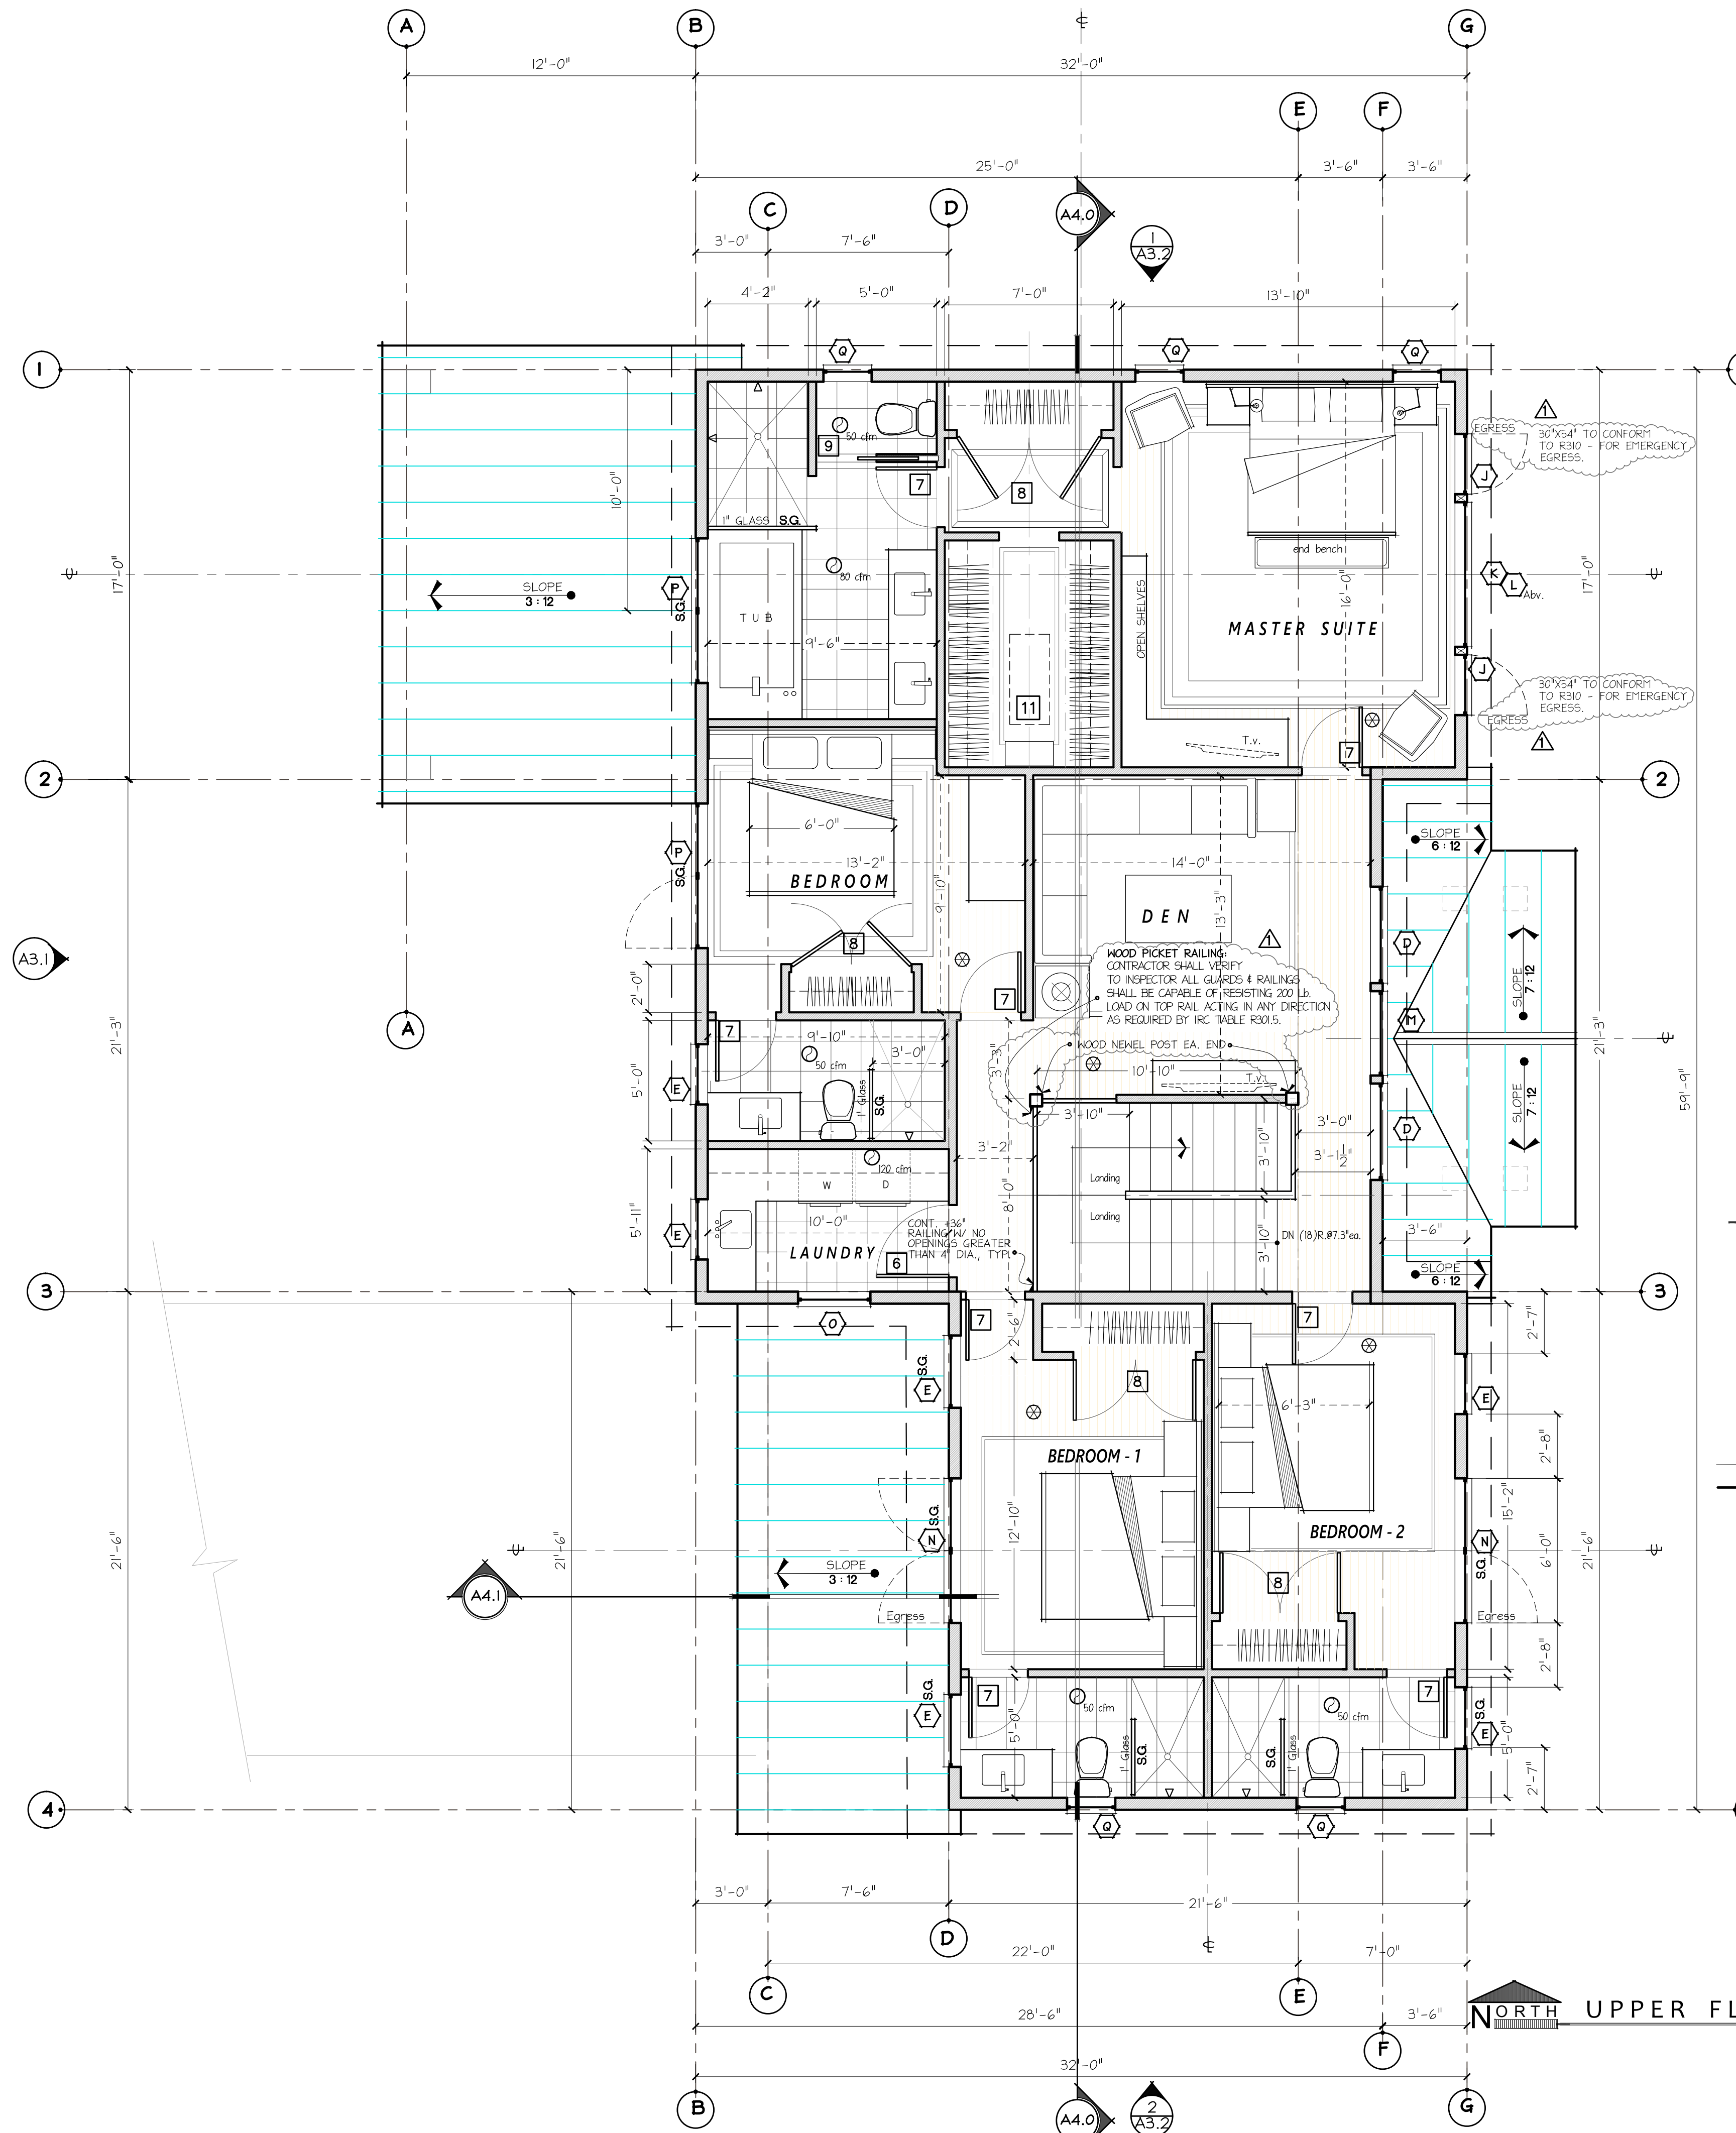 A
B
₵
G
12'-0"
32'-0"
E
F
25'-0"
3'-6"
3'-6"
C
D
A4.0
1
A3.2
3'-0"
7'-6"
4'-2"
5'-0"
7'-0"
13'-10"
1
Q
Q
Q
EGRESS
30"X54" TO CONFORM
TO R310 - FOR EMERGENCY
EGRESS.
1
50 cfm
9
7
8
J
10'-0"
1" GLASS S.G.
17'-0"
SLOPE
3 : 12
P
S.G.
80 cfm
TUB
9'-6"
end bench
OPEN SHELVES
16'-0"
MASTER SUITE
K
L
Abv.
17'-0"
J
30"X54" TO CONFORM
TO R310 - FOR EMERGENCY
EGRESS.
EGRESS
1
11
T.v.
7
2
2
6'-0"
P
S.G.
13'-2"
BEDROOM
9'-10"
14'-0"
DEN
13'-3"
SLOPE
6 : 12
D
A3.1
8
1
WOOD PICKET RAILING:
CONTRACTOR SHALL VERIFY
TO INSPECTOR ALL GUARDS & RAILINGS
SHALL BE CAPABLE OF RESISTING 200 Lb.
LOAD ON TOP RAIL ACTING IN ANY DIRECTION
AS REQUIRED BY IRC TABLE R301.5.
WOOD NEWEL POST EA. END
SLOPE
7 : 12
M
2'-0"
7
7
A
21'-3"
9'-10"
3'-0"
50 cfm
3'-3"
10'-10"
T.v.
5'-0"
E
1" Glass
S.G.
3'-10"
SLOPE
7 : 12
D
21'-3"
59'-9"
3'-2"
3'-10"
3'-0"
3'-1 1/2"
120 cfm
W
D
Landing
8'-0"
Landing
5'-11"
E
10'-0"
LAUNDRY
CONT. +36"
RAILING W/ NO
OPENINGS GREATER
THAN 4" DIA., TYP.
6
3'-10"
DN (18)R.@7.3"ea.
3'-6"
SLOPE
6 : 12
3
3
O
7
2'-6"
7
2'-7"
S.G.
E
8
6'-3"
E
BEDROOM - 1
2'-8"
15'-2"
S.G.
N
12'-10"
BEDROOM - 2
N
S.G.
6'-0"
21'-6"
21'-6"
21'-6"
SLOPE
3 : 12
A4.1
8
Egress
Egress
2'-8"
S.G.
E
7
50 cfm
5'-0"
1" Glass
S.G.
S.G.
1" Glass
50 cfm
7
S.G.
E
5'-0"
2'-7"
4
Q
Q
3'-0"
7'-6"
21'-6"
D
₵
22'-0"
7'-0"
C
E
28'-6"
3'-6"
F
NORTH
UPPER FL
32'-0"
B
A4.0
2
A3.2
G